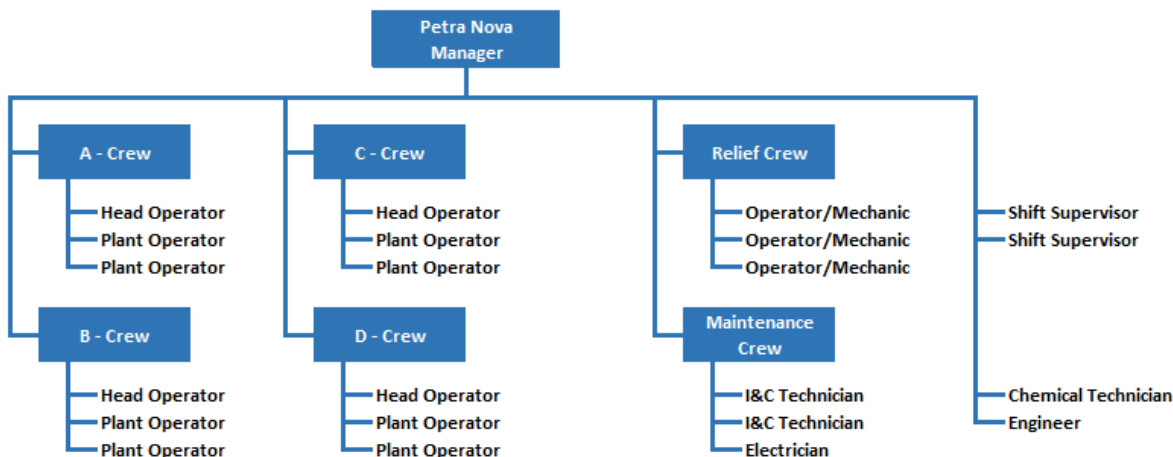 Petra Nova
Manager
A - Crew
Head Operator
Plant Operator
Plant Operator
B - Crew
Head Operator
Plant Operator
Plant Operator
C - Crew
Head Operator
Plant Operator
Plant Operator
D - Crew
Head Operator
Plant Operator
Plant Operator
Relief Crew
Operator/Mechanic
Operator/Mechanic
Operator/Mechanic
Maintenance
Crew
I&C Technician
I&C Technician
Electrician
Shift Supervisor
Shift Supervisor
Chemical Technician
Engineer